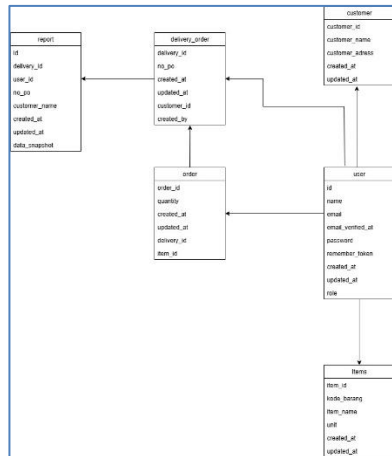 report
id
delivery_id
user_id
no_po
customer_name
created_at
updated_at
data_snapshot
delivery_order
delivery_id
no_po
created_at
updated_at
customer_id
created_by
customer
customer_id
customer_name
customer_adress
created_at
updated_at
order
order_id
quantity
created_at
updated_at
delivery_id
item_id
user
id
name
email
email_verified_at
password
remember_token
created_at
updated_at
role
Items
item_id
kode_barang
item_name
unit
created_at
updated_at